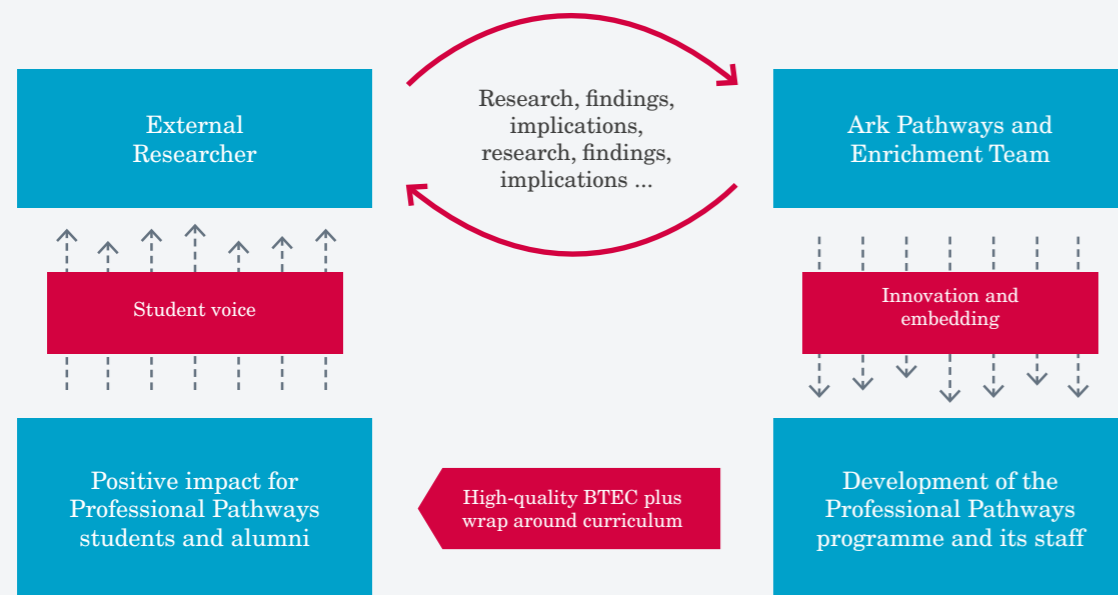 External
Researcher
Research, findings,
implications,
research, findings,
implications ...
Ark Pathways and
Enrichment Team
Student voice
Innovation and
embedding
Positive impact for
Professional Pathways
students and alumni
High-quality BTEC plus
wrap around curriculum
Development of the
Professional Pathways
programme and its staff